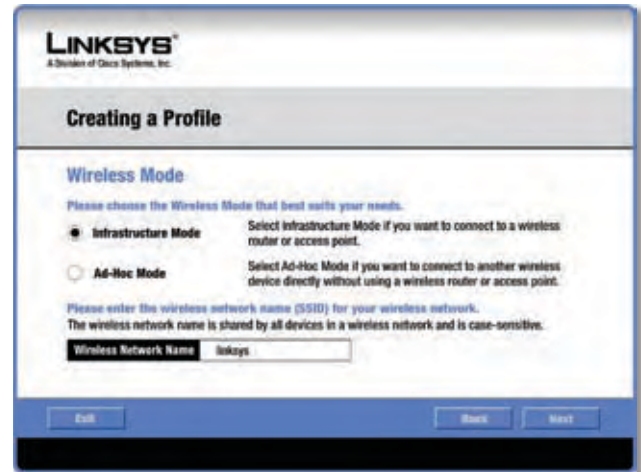 LINKSYS®
A Division of Cisco Systems, Inc.
Creating a Profile
Wireless Mode
Please choose the Wireless Mode that best suits your needs.
Infrastructure Mode
Select Infrastructure Mode if you want to connect to a wireless
router or access point.
Ad-Hoc Mode
Select Ad-Hoc Mode if you want to connect to another wireless
device directly without using a wireless router or access point.
Please enter the wireless network name (SSID) for your wireless network.
The wireless network name is shared by all devices in a wireless network and is case-sensitive.
Wireless Network Name linksys
Exit Back Next